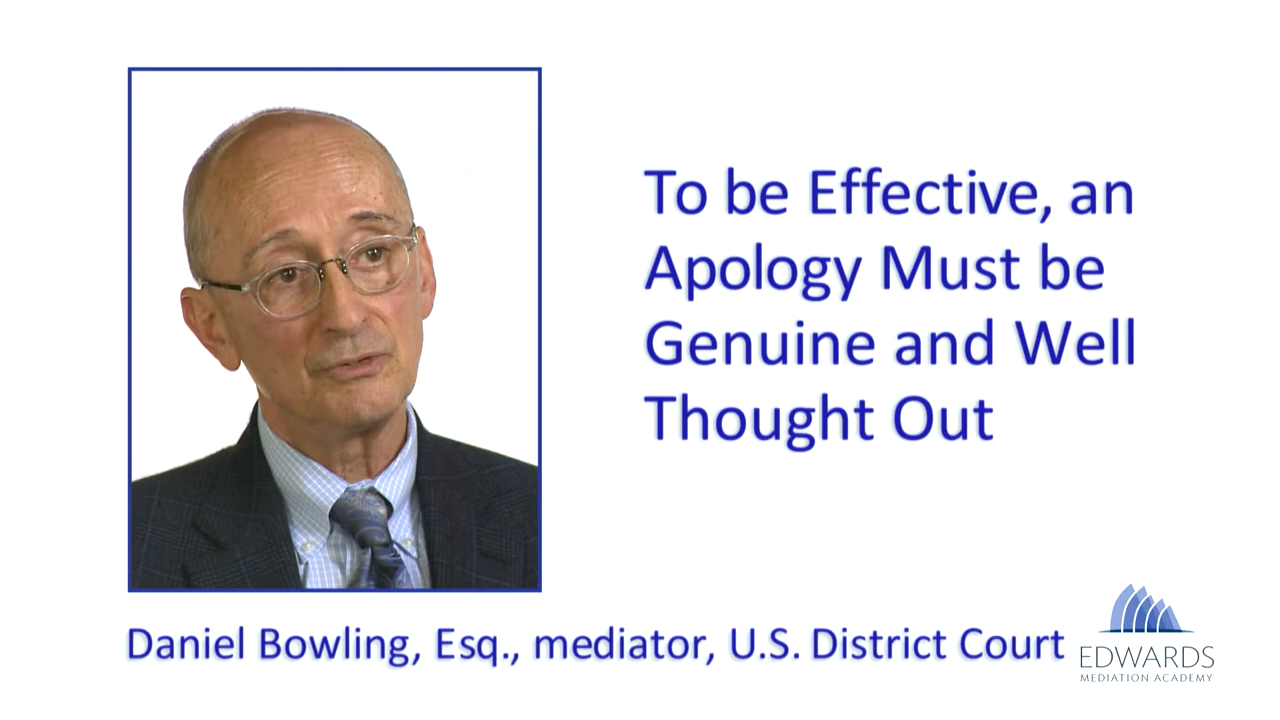 To be Effective, an
Apology Must be
Genuine and Well
Thought Out
Daniel Bowling, Esq., mediator, U.S. District Court
EDWARDS
MEDIATION ACADEMY